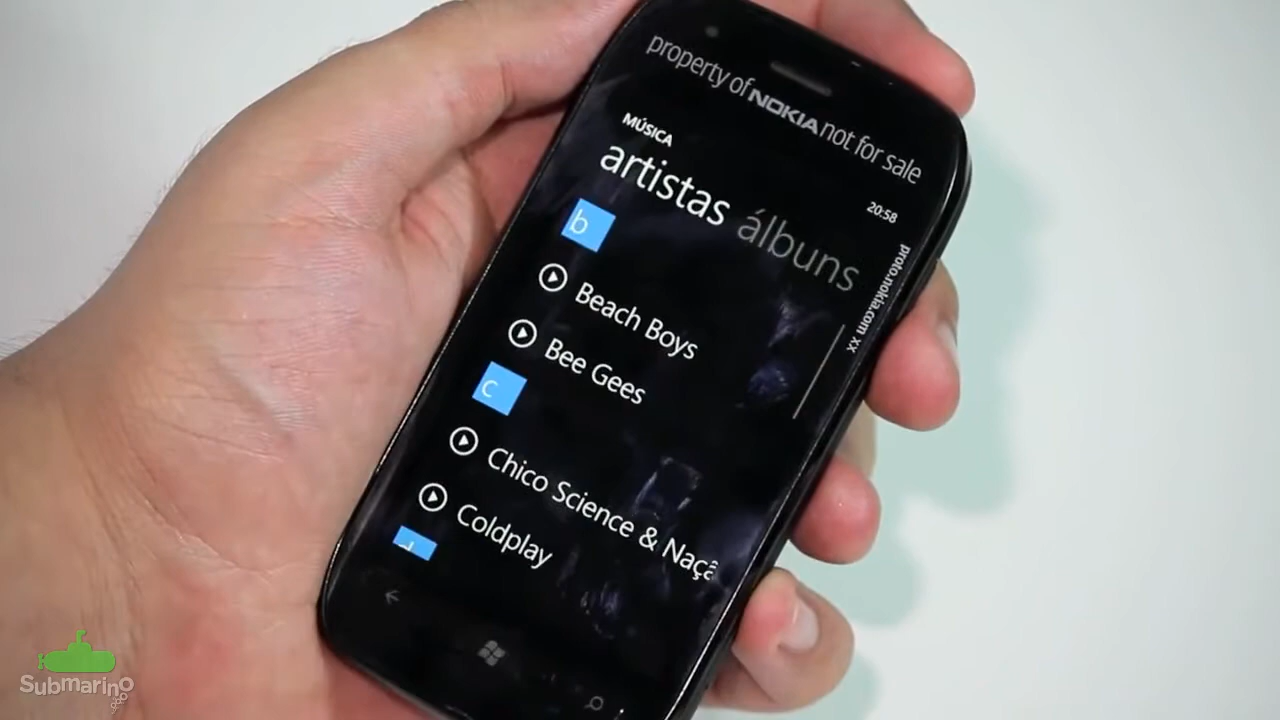 property of NOKIA not for sale
20:58
MÚSICA
artistas álbuns
proto.nokia.com xx
b
Beach Boys
Bee Gees
c
Chico Science & Naçã
Coldplay
d
Submarino